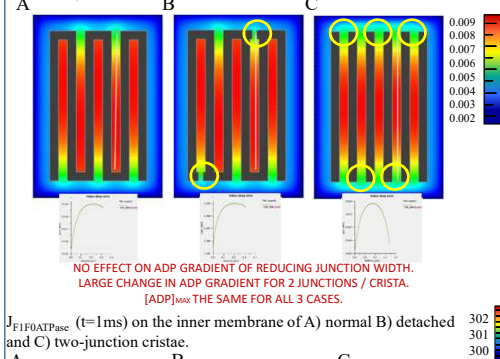 A B C
0.009
0.008
0.007
0.006
0.005
0.004
0.003
0.002
NO EFFECT ON ADP GRADIENT OF REDUCING JUNCTION WIDTH.
LARGE CHANGE IN ADP GRADIENT FOR 2 JUNCTIONS / CRISTA.
[ADP]MAX THE SAME FOR ALL 3 CASES.
JF1F0ATPase (t=1ms) on the inner membrane of A) normal B) detached
and C) two-junction cristae.
302
301
300